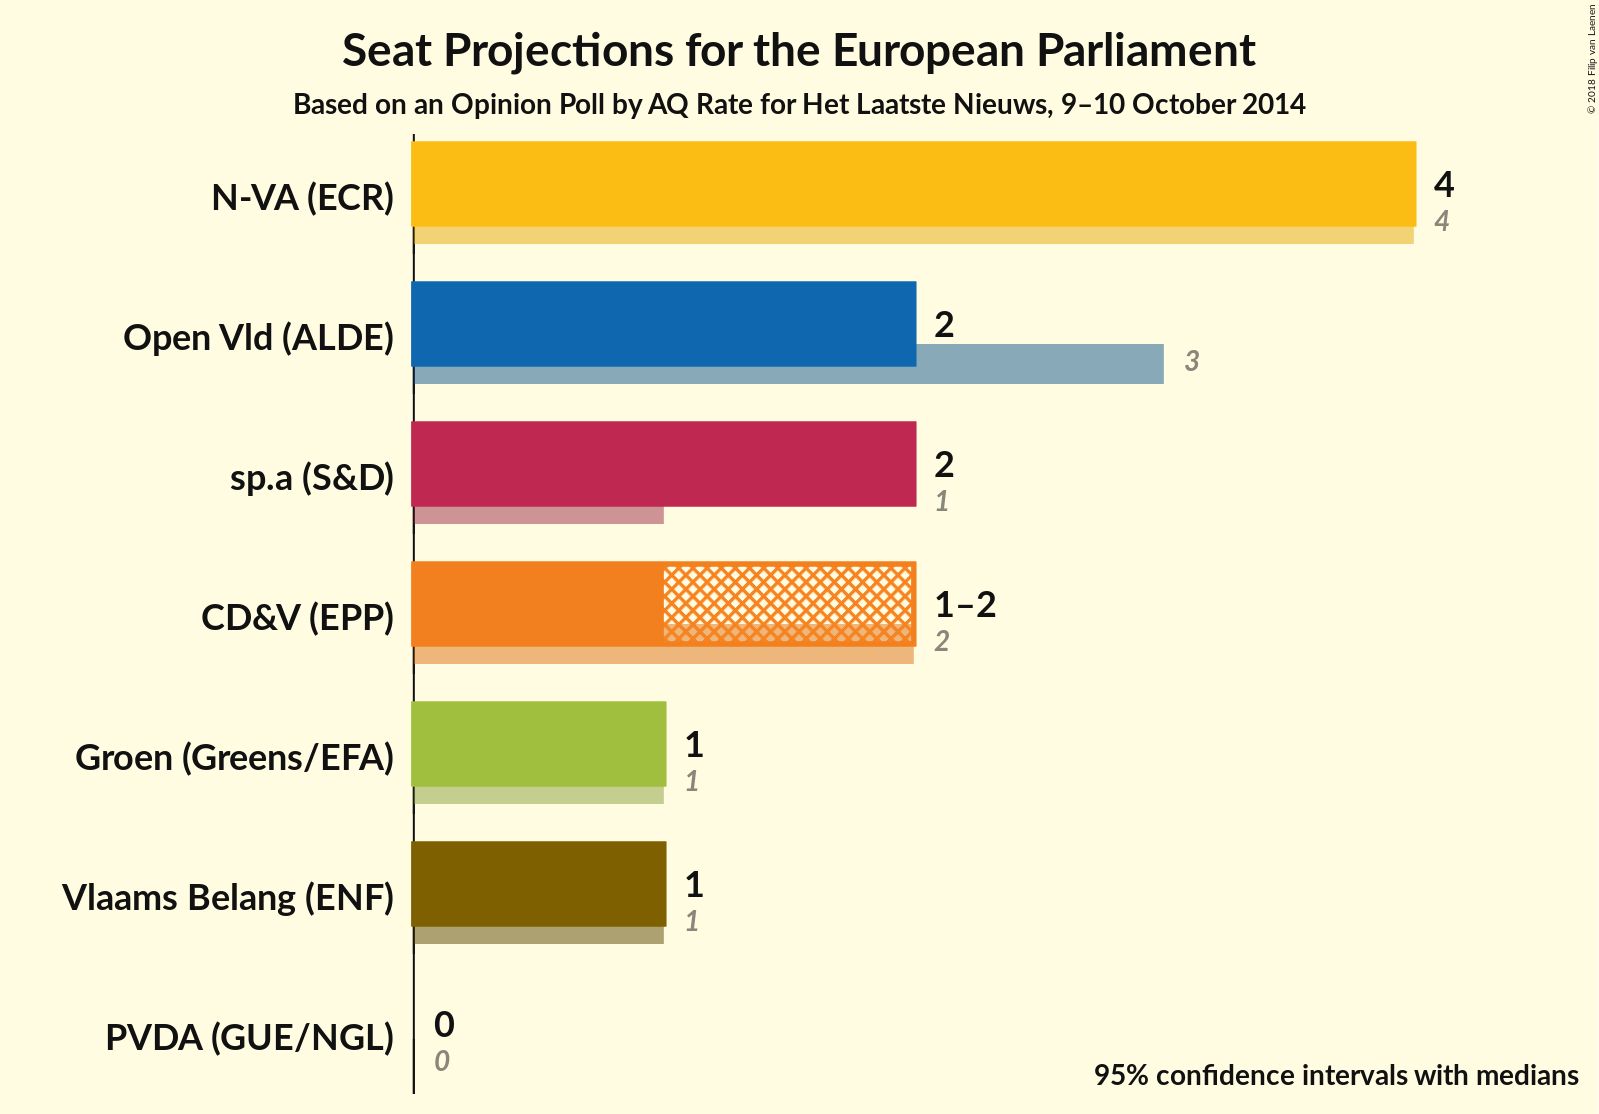 Seat Projections for the European Parliament
Based on an Opinion Poll by AQ Rate for Het Laatste Nieuws, 9–10 October 2014
© 2018 Filip van Laenen
N-VA (ECR)
4
4
Open Vld (ALDE)
2
3
sp.a (S&D)
2
1
CD&V (EPP)
1–2
2
Groen (Greens/EFA)
1
1
Vlaams Belang (ENF)
1
1
PVDA (GUE/NGL)
0
0
95% confidence intervals with medians